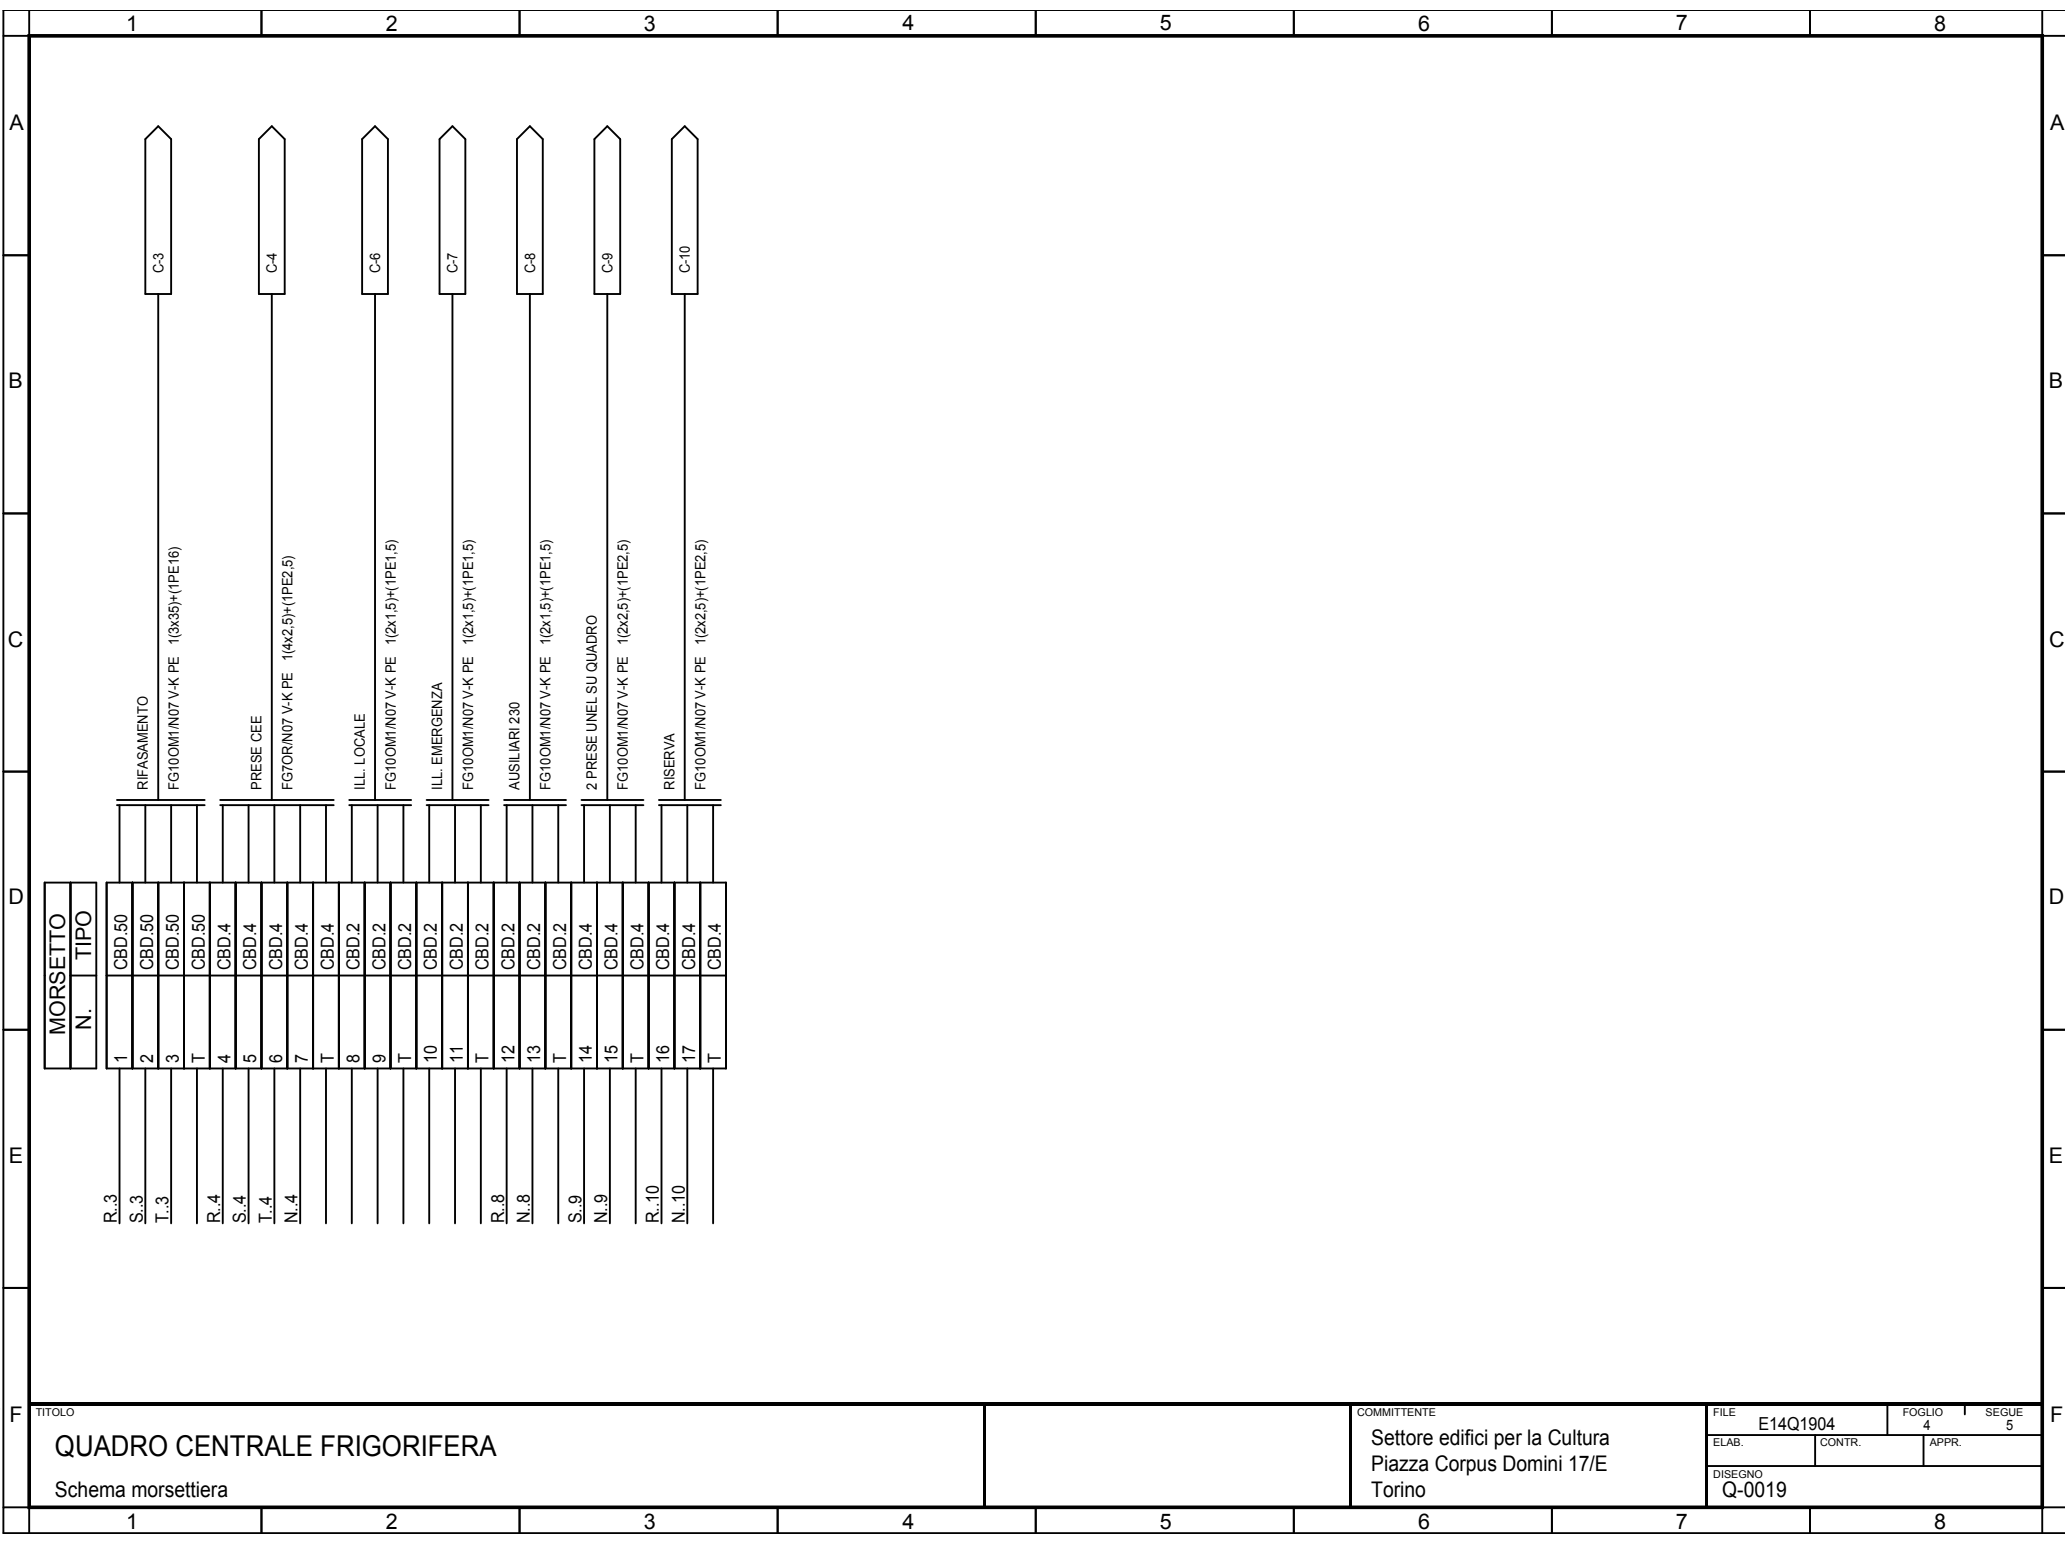 1 2 3 4 5 6 7 8
A A
B B
C C
D D
E E
F F
C-3
C-4
C-6
C-7
C-8
C-9
C-10
RIFASAMENTO
FG10OM1/N07 V-K PE 1(3x35)+(1PE16)
PRESE CEE
FG7OR/N07 V-K PE 1(4x2,5)+(1PE2,5)
ILL. LOCALE
FG10OM1/N07 V-K PE 1(2x1,5)+(1PE1,5)
ILL. EMERGENZA
FG10OM1/N07 V-K PE 1(2x1,5)+(1PE1,5)
AUSILIARI 230
FG10OM1/N07 V-K PE 1(2x1,5)+(1PE1,5)
2 PRESE UNEL SU QUADRO
FG10OM1/N07 V-K PE 1(2x2,5)+(1PE2,5)
RISERVA
FG10OM1/N07 V-K PE 1(2x2,5)+(1PE2,5)
MORSETTO
N. TIPO
R..3 1 CBD.50
S..3 2 CBD.50
T..3 3 CBD.50
T CBD.50
R..4 4 CBD.4
S..4 5 CBD.4
T..4 6 CBD.4
N..4 7 CBD.4
T CBD.4
8 CBD.2
9 CBD.2
T CBD.2
10 CBD.2
11 CBD.2
T CBD.2
R..8 12 CBD.2
N..8 13 CBD.2
T CBD.2
S..9 14 CBD.4
N..9 15 CBD.4
T CBD.4
R..10 16 CBD.4
N..10 17 CBD.4
T CBD.4
TITOLO
QUADRO CENTRALE FRIGORIFERA
Schema morsettiera
COMMITTENTE
Settore edifici per la Cultura
Piazza Corpus Domini 17/E
Torino
FILE E14Q1904
FOGLIO 4
SEGUE 5
ELAB. CONTR. APPR.
DISEGNO
Q-0019
1 2 3 4 5 6 7 8